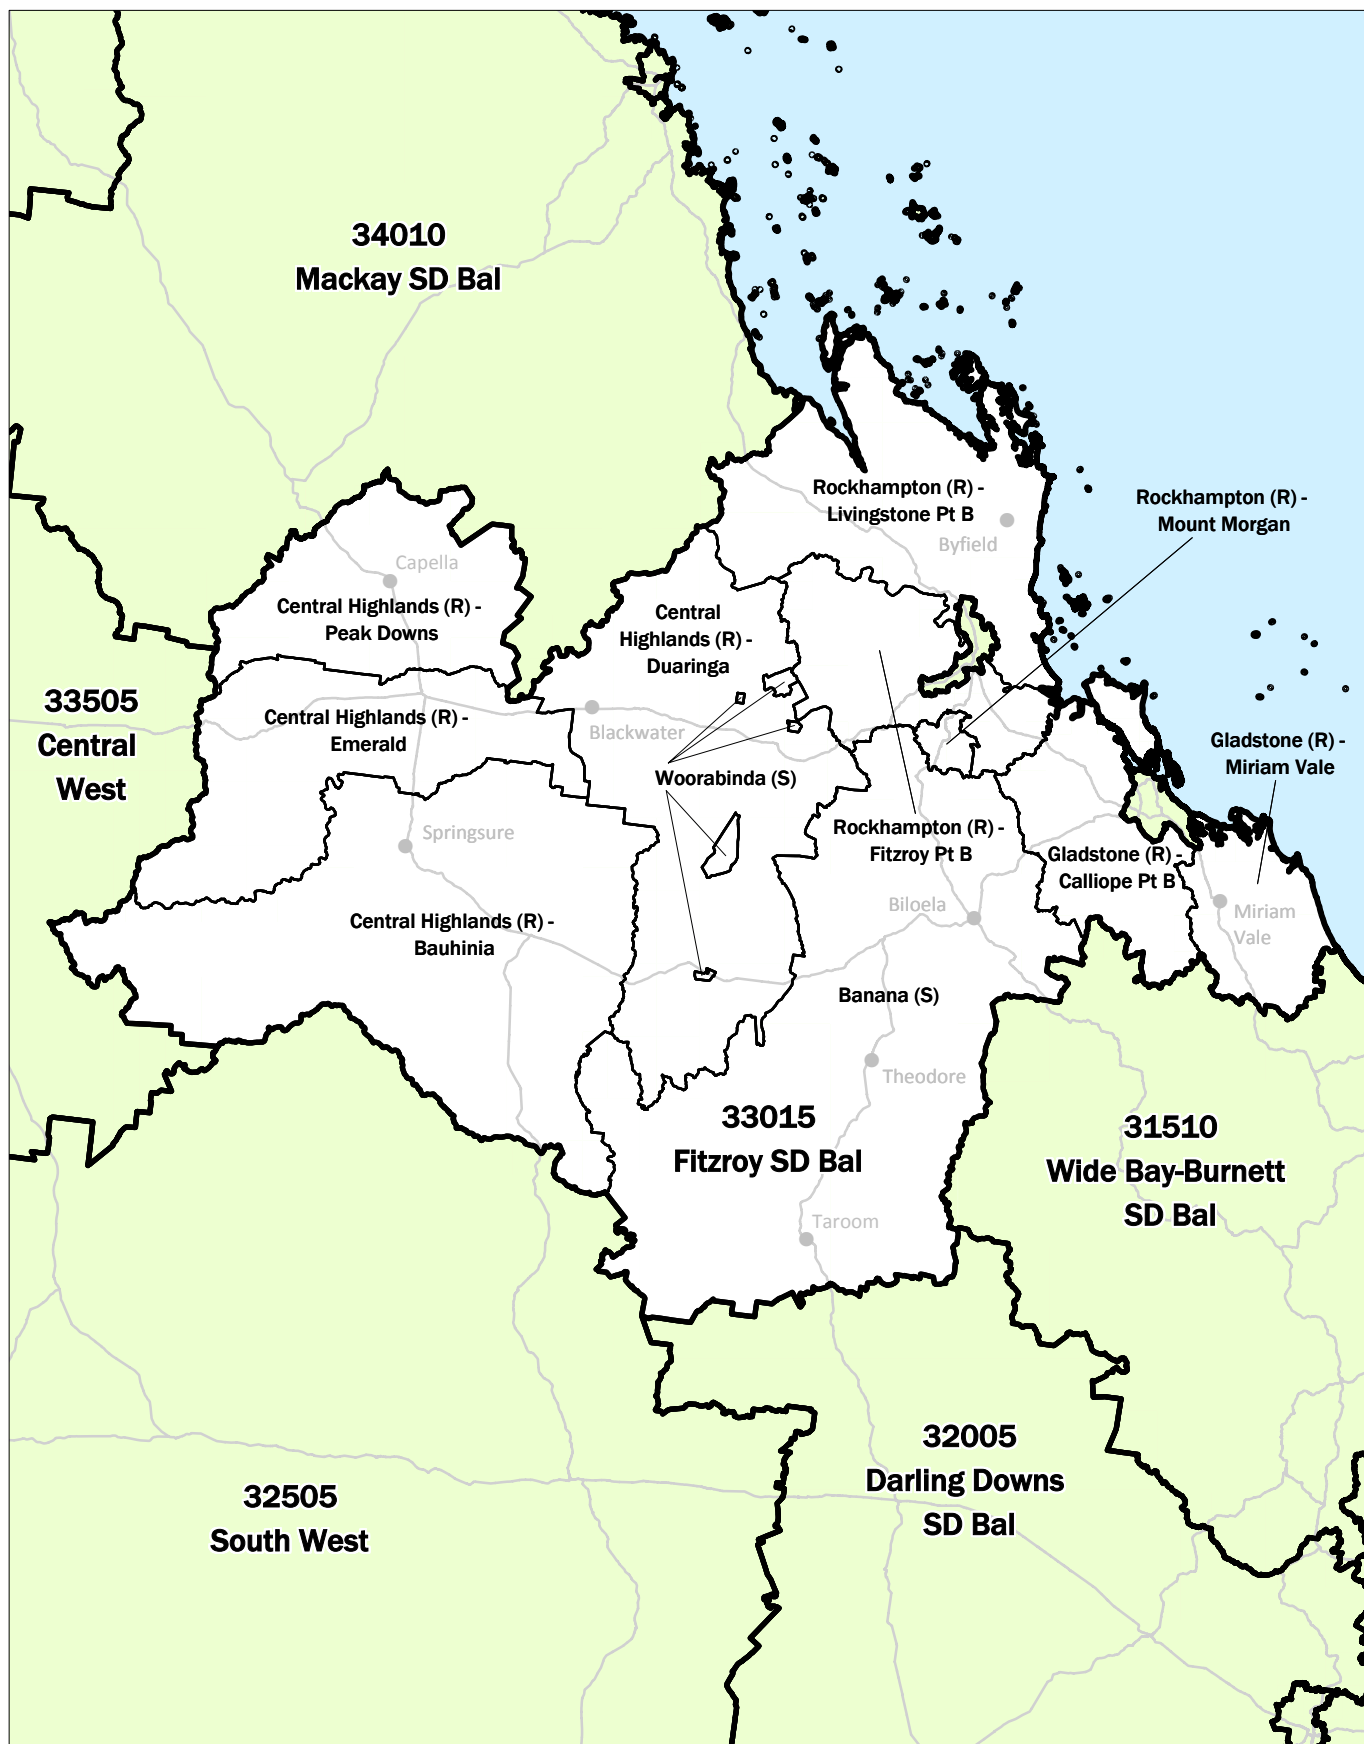 34010
Mackay SD Bal
Rockhampton (R) -
Livingstone Pt B
Rockhampton (R) -
Mount Morgan
Byfield
Capella
Central Highlands (R) -
Peak Downs
Central
Highlands (R) -
Duaringa
33505
Central
West
Central Highlands (R) -
Emerald
Blackwater
Gladstone (R) -
Miriam Vale
Woorabinda (S)
Springsure
Rockhampton (R) -
Fitzroy Pt B
Gladstone (R) -
Calliope Pt B
Biloela
Miriam
Vale
Central Highlands (R) -
Bauhinia
Banana (S)
Theodore
33015
Fitzroy SD Bal
31510
Wide Bay-Burnett
SD Bal
Taroom
32005
Darling Downs
SD Bal
32505
South West